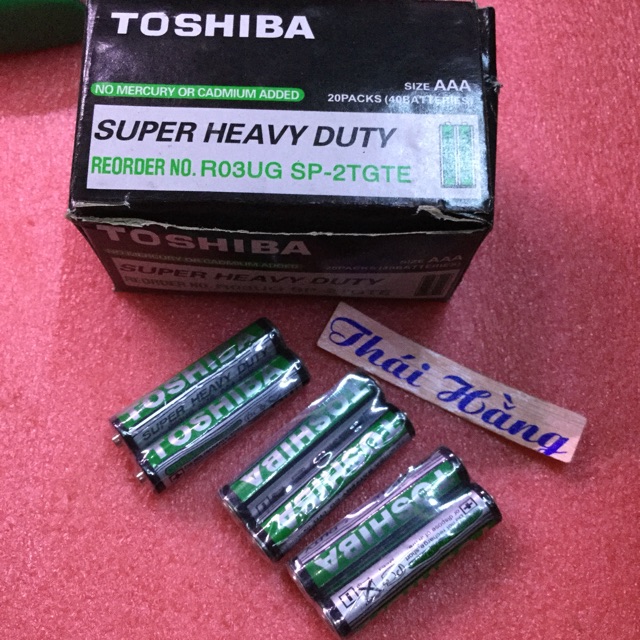 TOSHIBA
NO MERCURY OR CADMIUM ADDED
SIZE AAA
20PACKS (40BATTERIES)
SUPER HEAVY DUTY
REORDER NO. R03UG SP-2TGTE
TOSHIBA
SIZE AAA
SUPER HEAVY DUTY
REORDER NO.
Thái Hằng
TOSHIBA
SUPER HEAVY DUTY
TOSHIBA
TOSHIBA
TOSHIBA
TOSHIBA